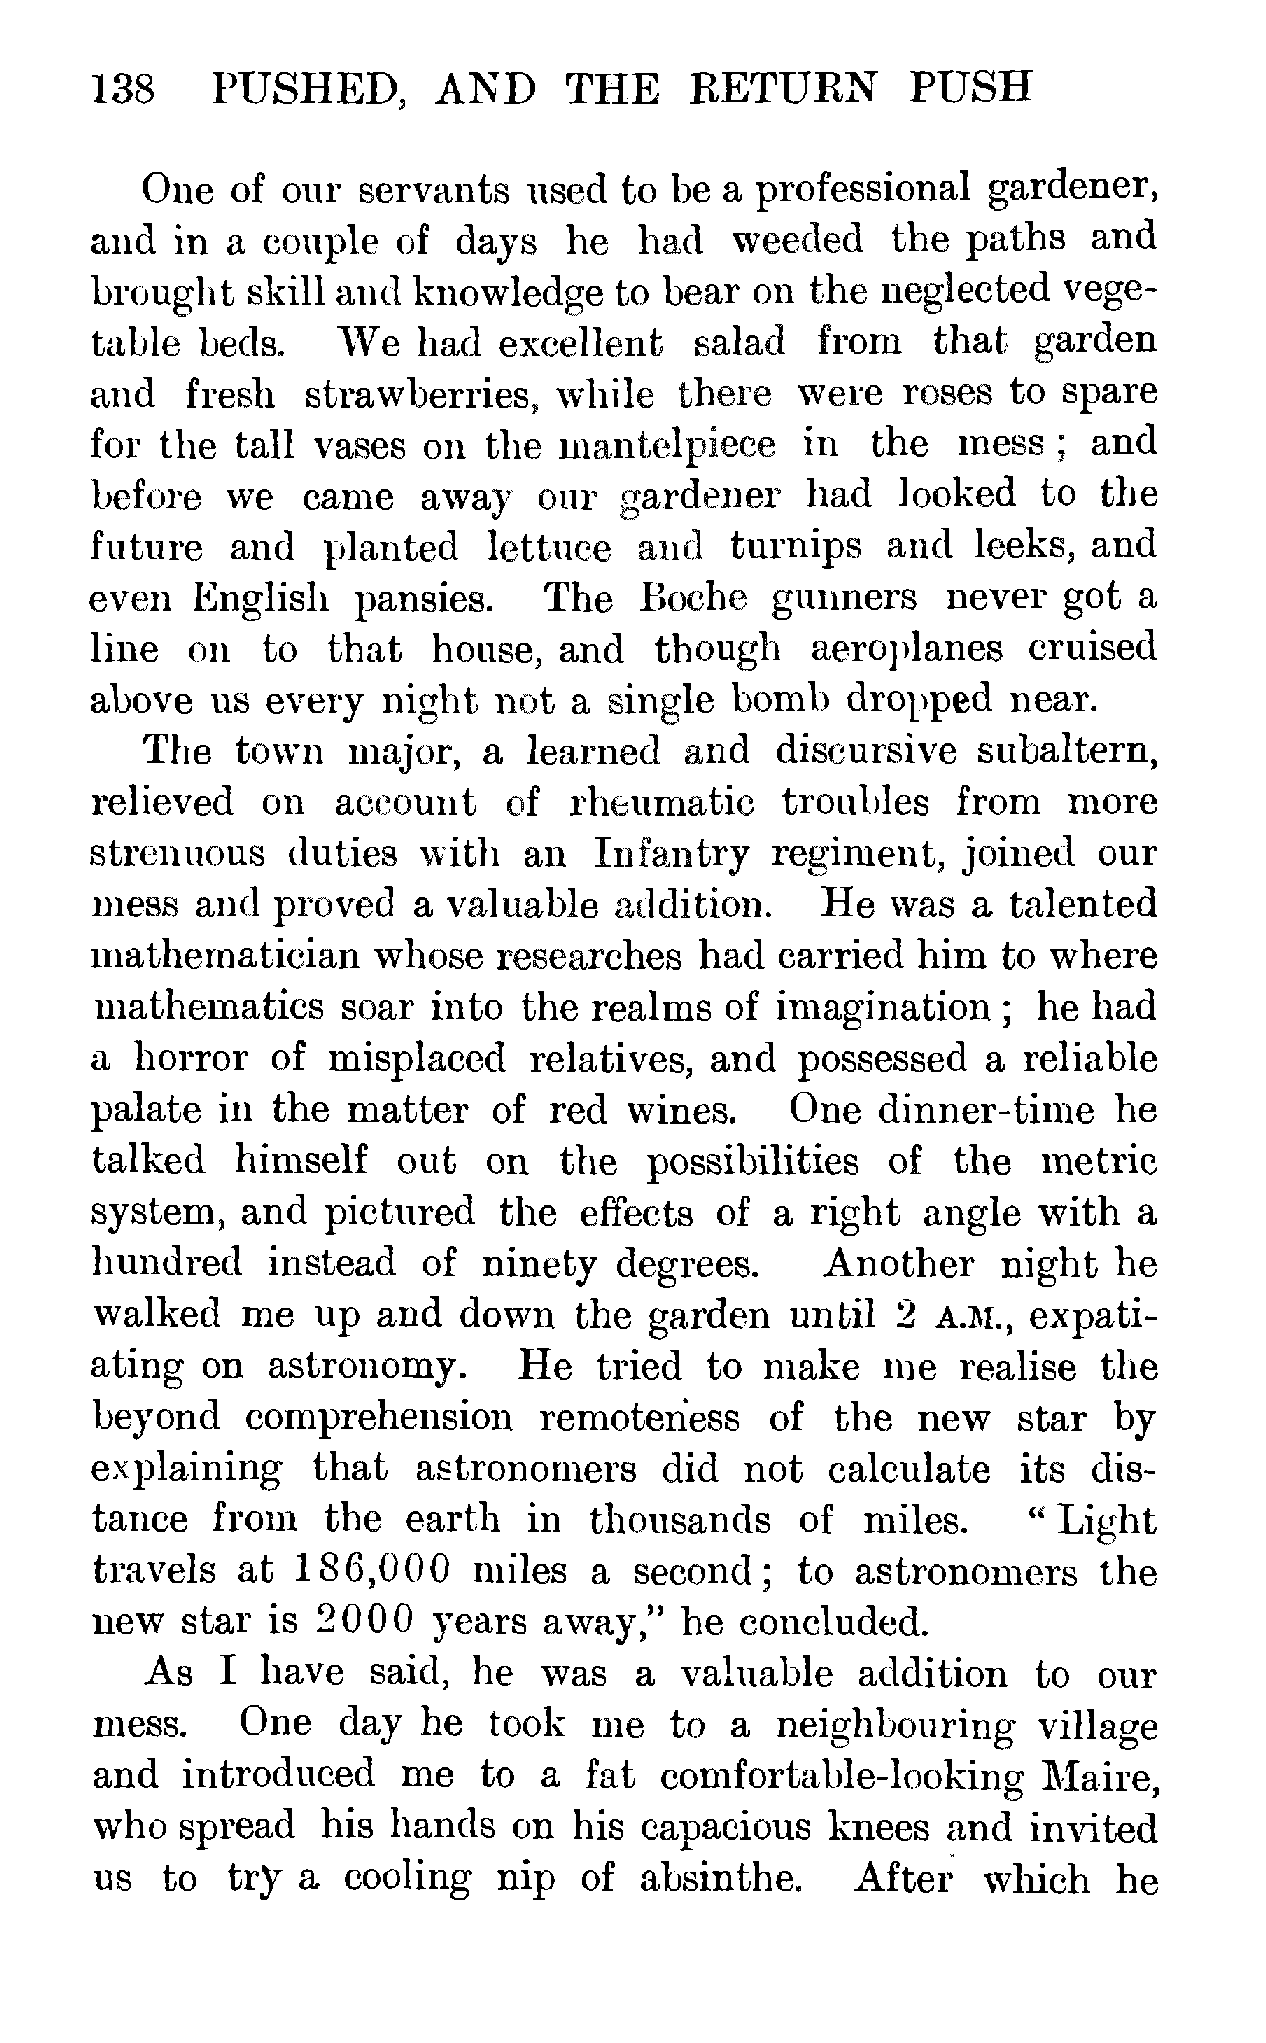 138 PUSHED, AND THE RETURN PUSH
One of our servants used to be a professional gardener,
and in a couple of days he had weeded the paths and
brought skill and knowledge to bear on the neglected vege-
table beds. We had excellent salad from that garden
and fresh strawberries, while there were roses to spare
for the tall vases on the mantelpiece in the mess ; and
before we came away our gardener had looked to the
future and planted lettuce and turnips and leeks, and
even English pansies. The Boche gunners never got a
line on to that house, and though aeroplanes cruised
above us every night not a single bomb dropped near.
The town major, a learned and discursive subaltern,
relieved on account of rheumatic troubles from more
strenuous duties with an Infantry regiment, joined our
mess and proved a valuable addition. He was a talented
mathematician whose researches had carried him to where
mathematics soar into the realms of imagination ; he had
a horror of misplaced relatives, and possessed a reliable
palate in the matter of red wines. One dinner-time he
talked himself out on the possibilities of the metric
system, and pictured the effects of a right angle with a
hundred instead of ninety degrees. Another night he
walked me up and down the garden until 2 A.M., expati-
ating on astronomy. He tried to make me realise the
beyond comprehension remoteness of the new star by
explaining that astronomers did not calculate its dis-
tance from the earth in thousands of miles. “ Light
travels at 186,000 miles a second ; to astronomers the
new star is 2000 years away,” he concluded.
As I have said, he was a valuable addition to our
mess. One day he took me to a neighbouring village
and introduced me to a fat comfortable-looking Maire,
who spread his hands on his capacious knees and invited
us to try a cooling nip of absinthe. After which he